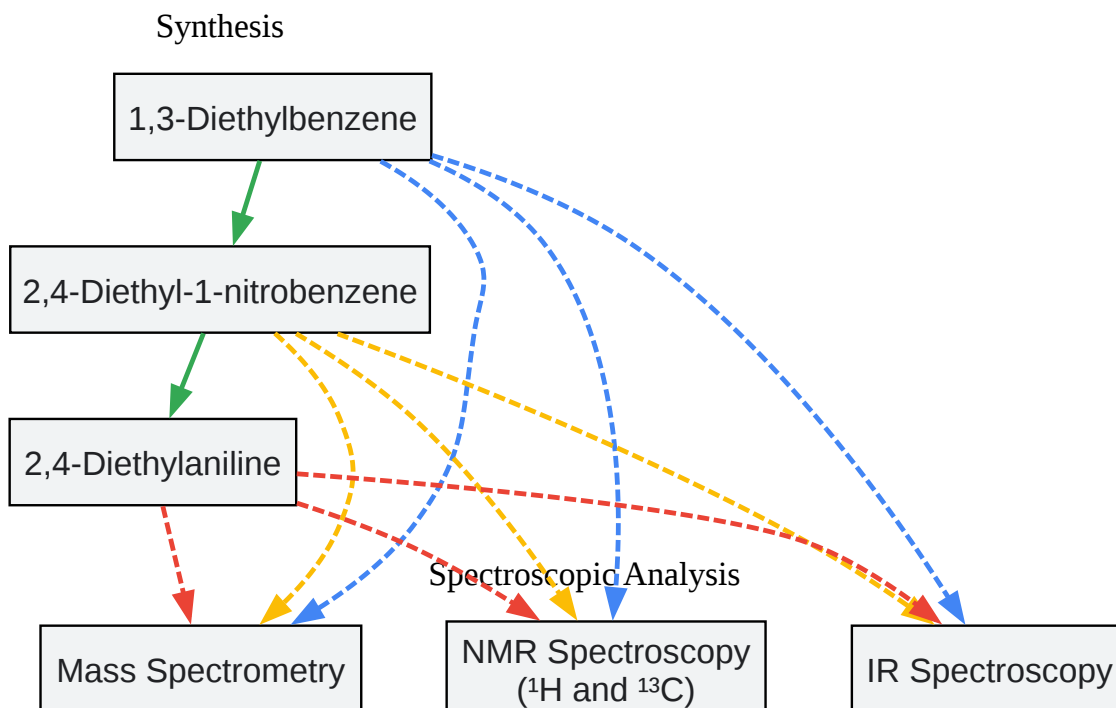 Synthesis
1,3-Diethylbenzene
2,4-Diethyl-1-nitrobenzene
2,4-Diethylaniline
Spectroscopic Analysis
Mass Spectrometry
NMR Spectroscopy
(¹H and ¹³C)
IR Spectroscopy